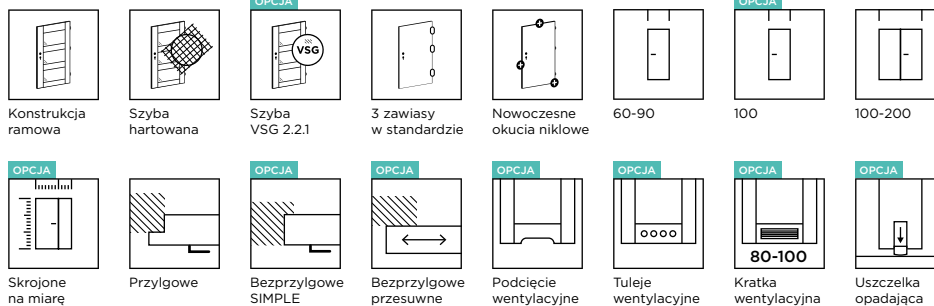 OPCJA
OPCJA
VSG
Konstrukcja
ramowa
Szyba
hartowana
Szyba
VSG 2.2.1
3 zawiasy
w standardzie
Nowoczesne
okucia niklowe
60-90
100
100-200
OPCJA
OPCJA
OPCJA
OPCJA
OPCJA
OPCJA
OPCJA
80-100
Skrojone
na miarę
Przylgowe
Bezprzylgowe
SIMPLE
Bezprzylgowe
przesuwne
Podcięcie
wentylacyjne
Tuleje
wentylacyjne
Kratka
wentylacyjna
Uszczelka
opadająca